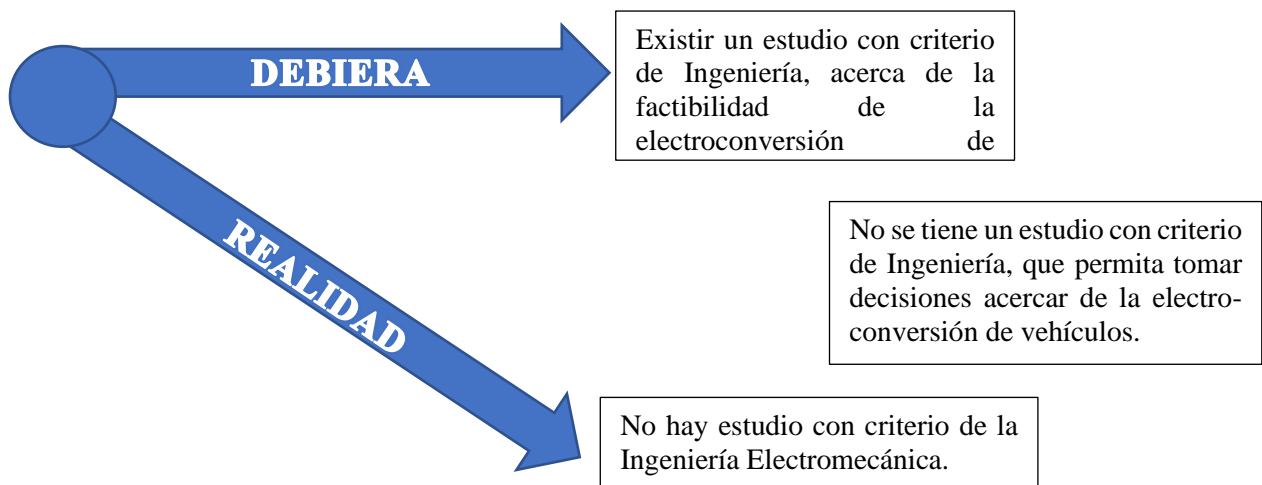 DEBIERA
Existir un estudio con criterio
de Ingeniería, acerca de la
factibilidad de la
electroconversión de
No se tiene un estudio con criterio
de Ingeniería, que permita tomar
decisiones acercar de la electro-
conversión de vehículos.
REALIDAD
No hay estudio con criterio de la
Ingeniería Electromecánica.